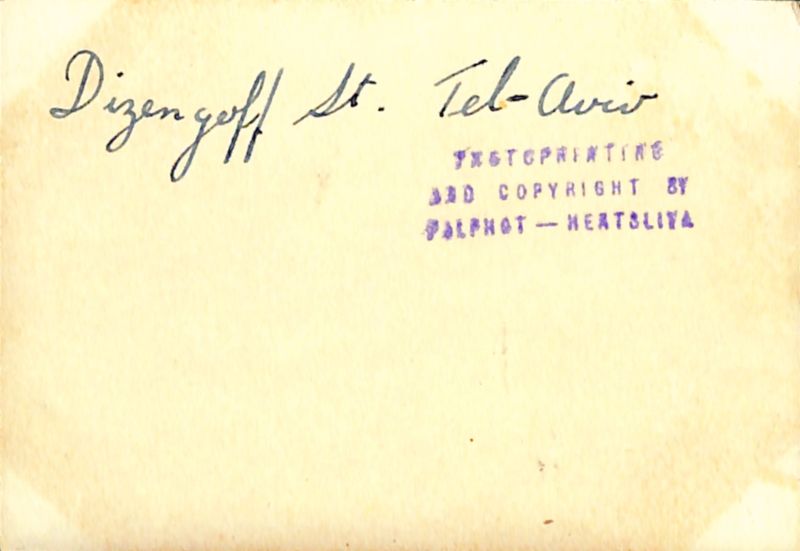 Dizengoff St. Tel-Aviv
PHOTOPRINTING
AND COPYRIGHT BY
PALPHOT — HERTSLIYA